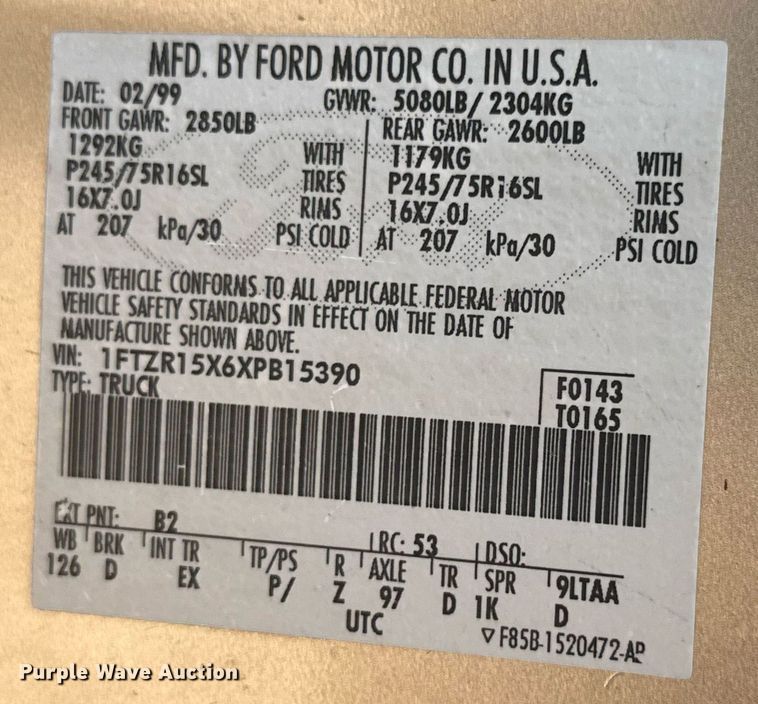 MFD. BY FORD MOTOR CO. IN U.S.A.
DATE: 02/99 GVWR: 5080LB/ 2304KG
FRONT GAWR: 2850LB REAR GAWR: 2600LB
1292KG WITH 1179KG WITH
P245/75R16SL TIRES P245/75R16SL TIRES
16X7.0J RIMS 16X7.0J RIMS
AT 207 kPa/30 PSI COLD AT 207 kPa/30 PSI COLD
THIS VEHICLE CONFORMS TO ALL APPLICABLE FEDERAL MOTOR
VEHICLE SAFETY STANDARDS IN EFFECT ON THE DATE OF
MANUFACTURE SHOWN ABOVE.
VIN: 1FTZR15X6XPB15390
TYPE: TRUCK
F0143
T0165
EXT PNT: B2 RC: 53 DSO:
WB BRK INT TR TP/PS R AXLE TR SPR 9LTAA
126 D EX P/ Z 97 D 1K D
UTC
▽F85B-1520472-AP
Purple Wave Auction